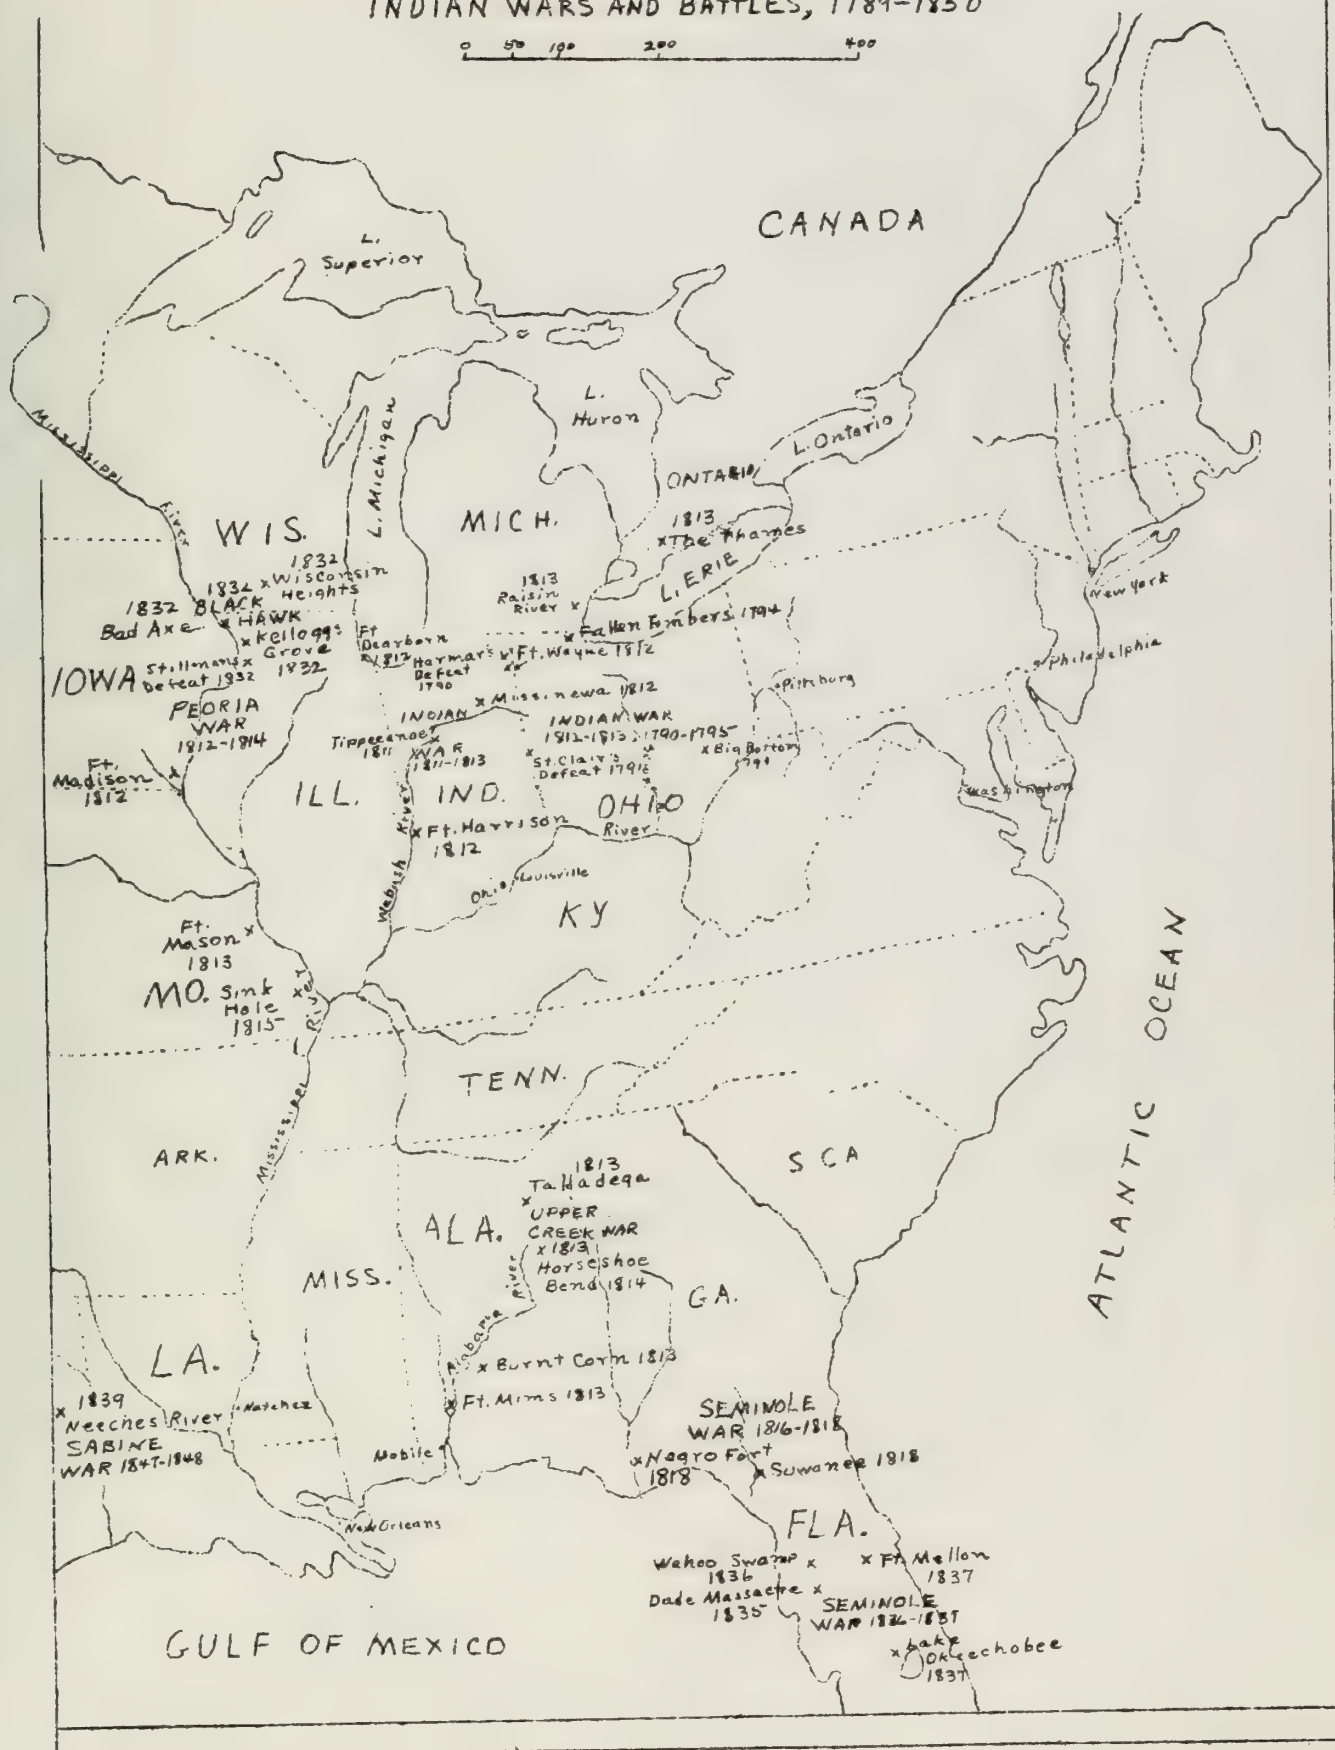 INDIAN WARS AND BATTLES, 1789-1850
0 50 100 200 400
CANADA
L.
Superior
L.
Huron
L. Michigan
L. Ontario
ONTARIO
Mississippi
River
WIS.
MICH.
1813
The Thames
L. ERIE
1832
Wisconsin
Heights
1832
BLACK
HAWK
1832
Bad Axe
Kelloggs
Grove
1832
1813
Raisin
River
Fallen Timbers 1794
New York
Philadelphia
Pittsburg
Washington
IOWA
Stillmans
Defeat 1832
Ft
Dearborn
1812
Harmar's
Defeat
1790
Ft. Wayne 1812
Missinewa 1812
PEORIA
WAR
1812-1814
INDIAN
WAR
1811-1813
Tippecanoe
1811
INDIAN WAR
1812-1813; 1790-1795
St. Clair's
Defeat 1791
Big Bottom
1791
Ft.
Madison
1812
ILL.
IND.
OHIO
River
Ft. Harrison
1812
Wabash River
Ohio
Louisville
KY
Ft.
Mason
1813
MO.
Sink
Hole
1815
Mississippi River
TENN.
ARK.
S CA
ATLANTIC OCEAN
1813
Talladega
UPPER
CREEK WAR
1813
Horseshoe
Bend 1814
ALA.
MISS.
GA.
Alabama River
Burnt Corn 1813
Ft. Mims 1813
LA.
1839
Neeches River
SABINE
WAR 1847-1848
Natchez
Mobile
New Orleans
SEMINOLE
WAR 1816-1818
Negro Fort
1818
Suwanee 1818
FLA.
Wahoo Swamp
1836
Ft. Mellon
1837
Dade Massacre
1835
SEMINOLE
WAR 1836-1837
Lake
Okeechobee
1837
GULF OF MEXICO